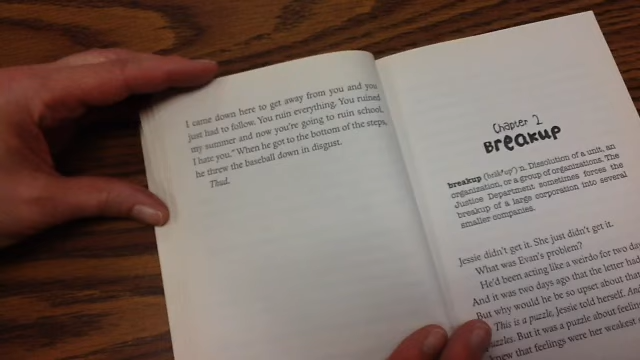 I came down here to get away from you and you
just had to follow. You ruin everything. You ruined
my summer and now you're going to ruin school.
I hate you." When he got to the bottom of the steps,
he threw the baseball down in disgust.
Thud.
Chapter 2
Breakup
breakup (brāk′up′) n. Dissolution of a unit, an
organization, or a group of organizations. The
Justice Department sometimes forces the
breakup of a large corporation into several
smaller companies.
Jessie didn't get it. She just didn't get it.
What was Evan's problem?
He'd been acting like a weirdo for two
And it was two days ago that the letter had
But why would he be so upset about that
This is a puzzle, Jessie told herself. And
But it was a puzzle about
knew that feelings were her weakest